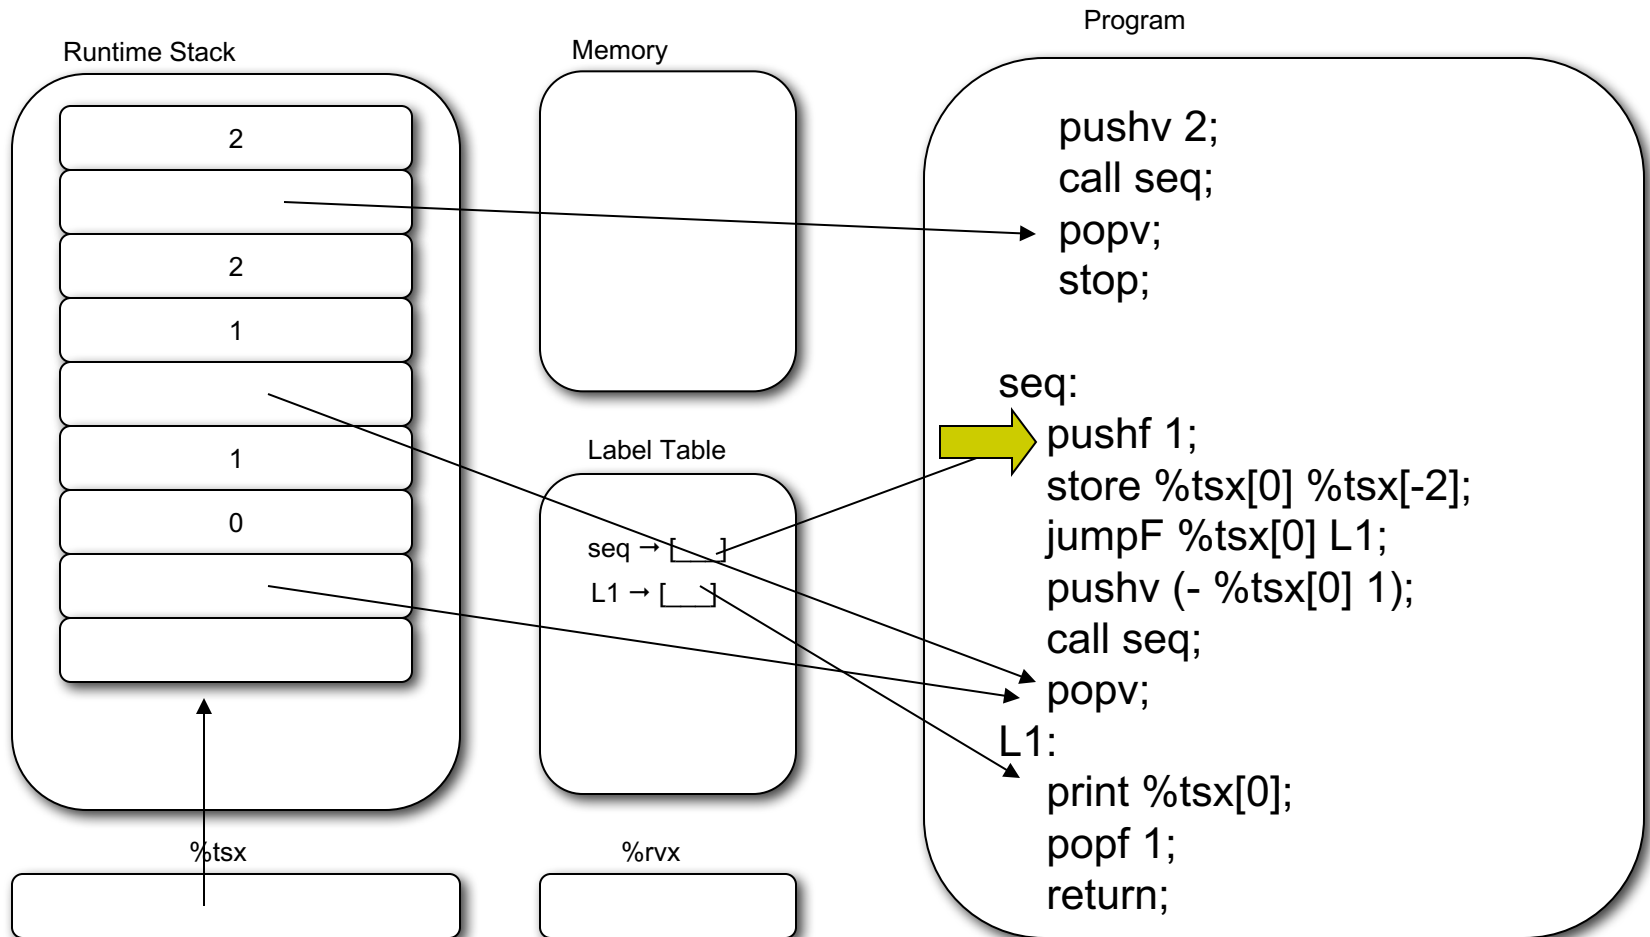 Program
Runtime Stack
Memory
2
2
1
1
0
Label Table
seq → [___]
L1 → [___]
%tsx
%rvx
pushv 2;
call seq;
popv;
stop;
seq:
pushf 1;
store %tsx[0] %tsx[-2];
jumpF %tsx[0] L1;
pushv (- %tsx[0] 1);
call seq;
popv;
L1:
print %tsx[0];
popf 1;
return;